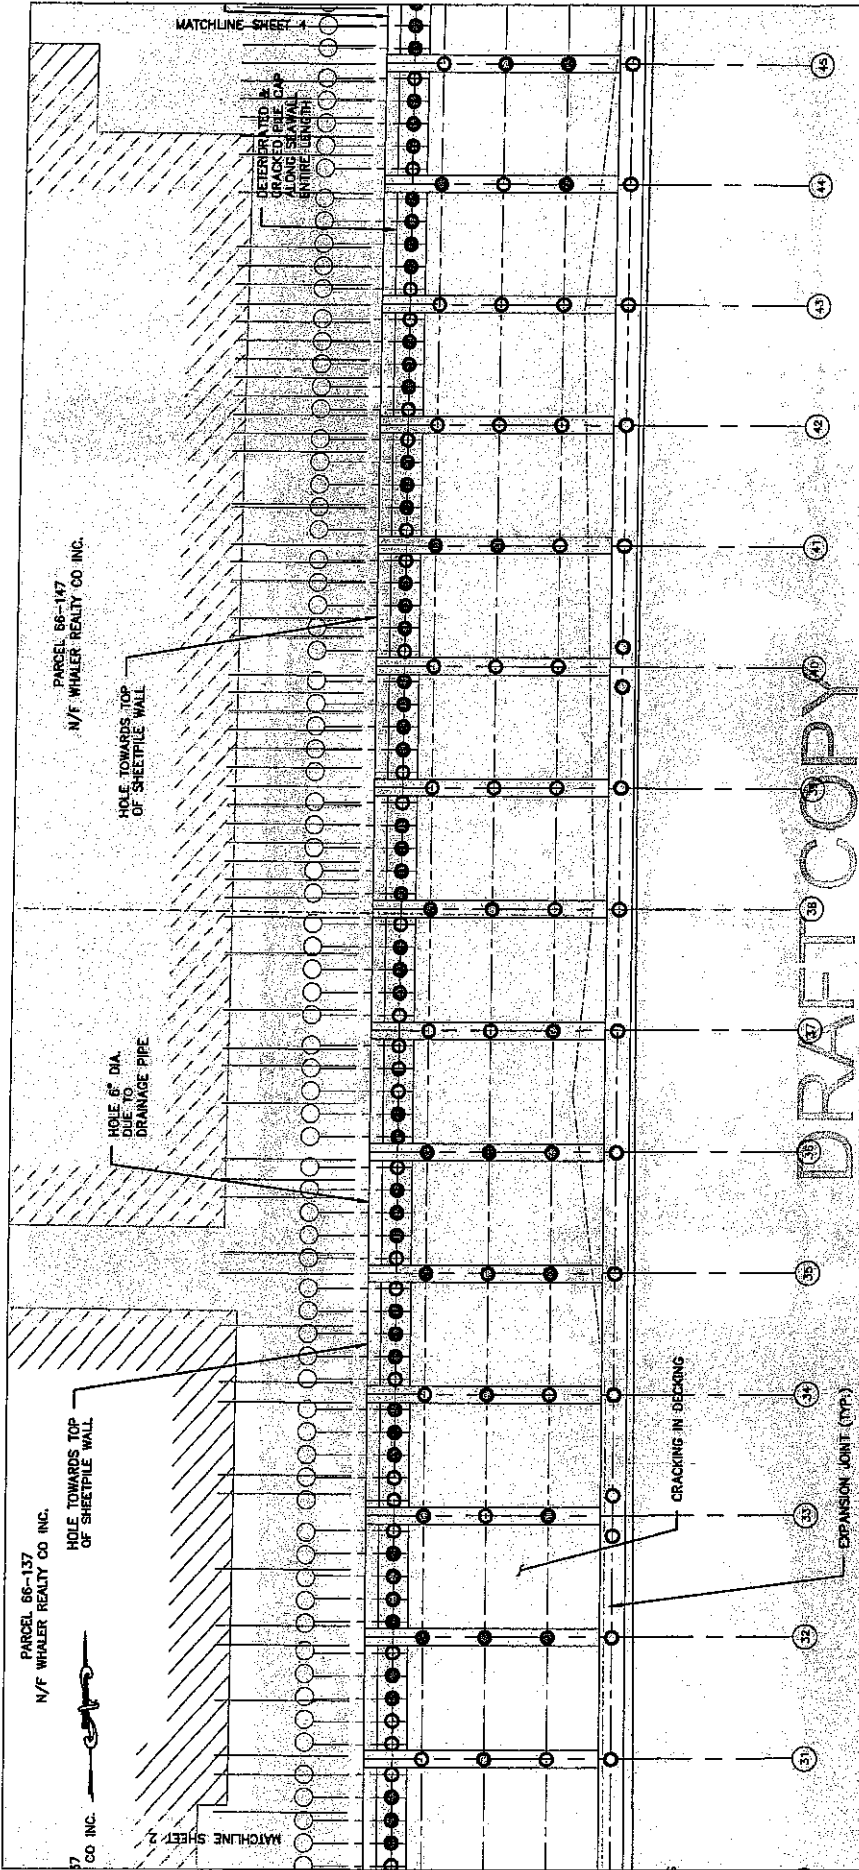 PARCEL 66-137
N/F WHALER REALTY CO INC.
CO INC.
HOLE TOWARDS TOP
OF SHEETPILE WALL
HOLE 6" DIA.
DUE TO
DRAINAGE PIPE
PARCEL 66-147
N/F WHALER REALTY CO INC.
HOLE TOWARDS TOP
OF SHEETPILE WALL
DETERIORATED &
CRACKED PILE CAP
ALONG SEAWALL
ENTIRE LENGTH
MATCHLINE SHEET 4
MATCHLINE SHEET 2
CRACKING IN DECKING
EXPANSION JOINT (TYP.)
31
32
33
34
35
36
37
38
39
40
41
42
43
44
45
DRAFT COPY